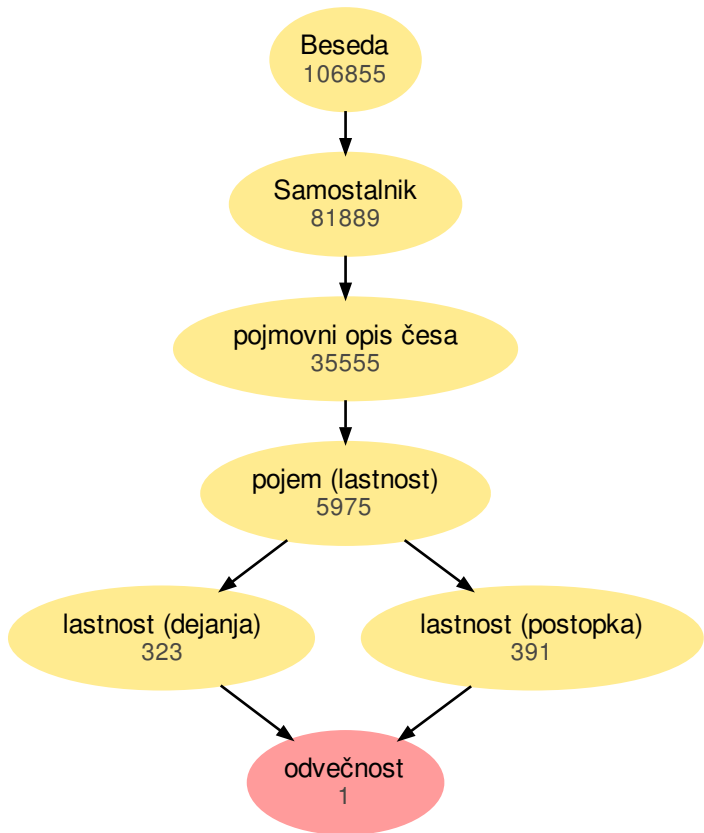 Beseda
106855
Samostalnik
81889
pojmovni opis česa
35555
pojem (lastnost)
5975
lastnost (dejanja)
323
lastnost (postopka)
391
odvečnost
1